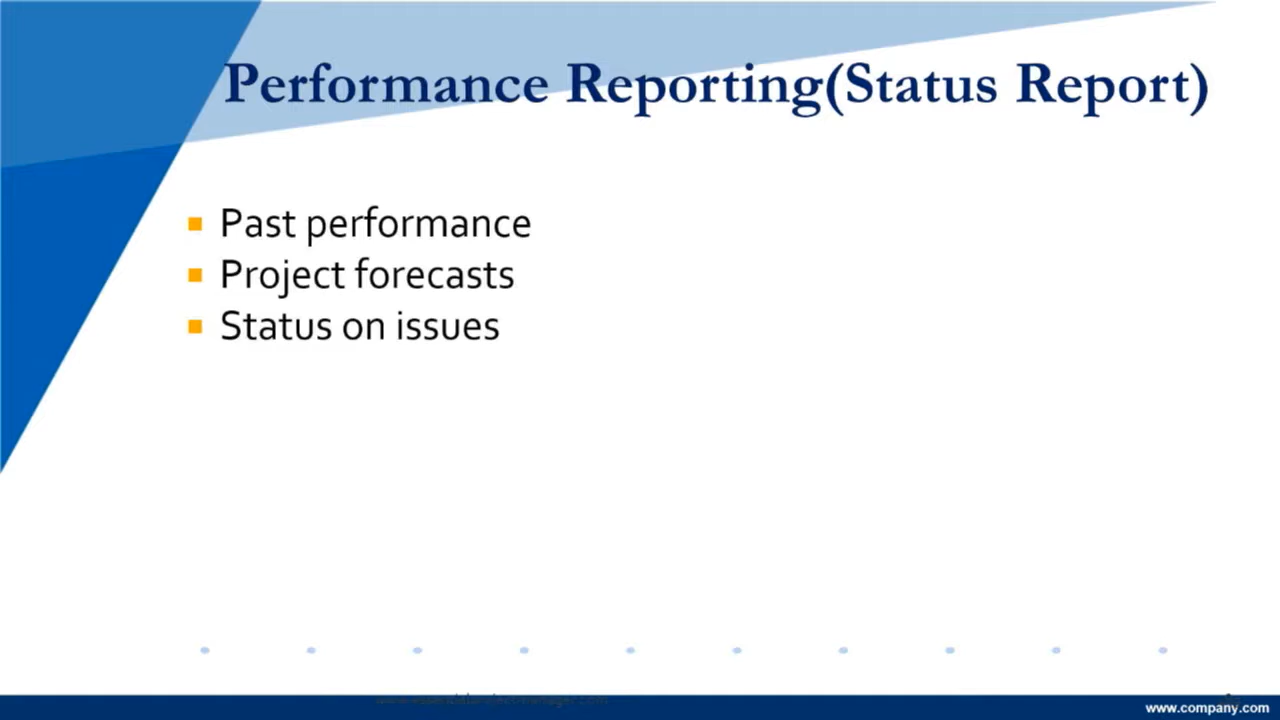 Performance Reporting(Status Report)
Past performance
Project forecasts
Status on issues
www.company.com